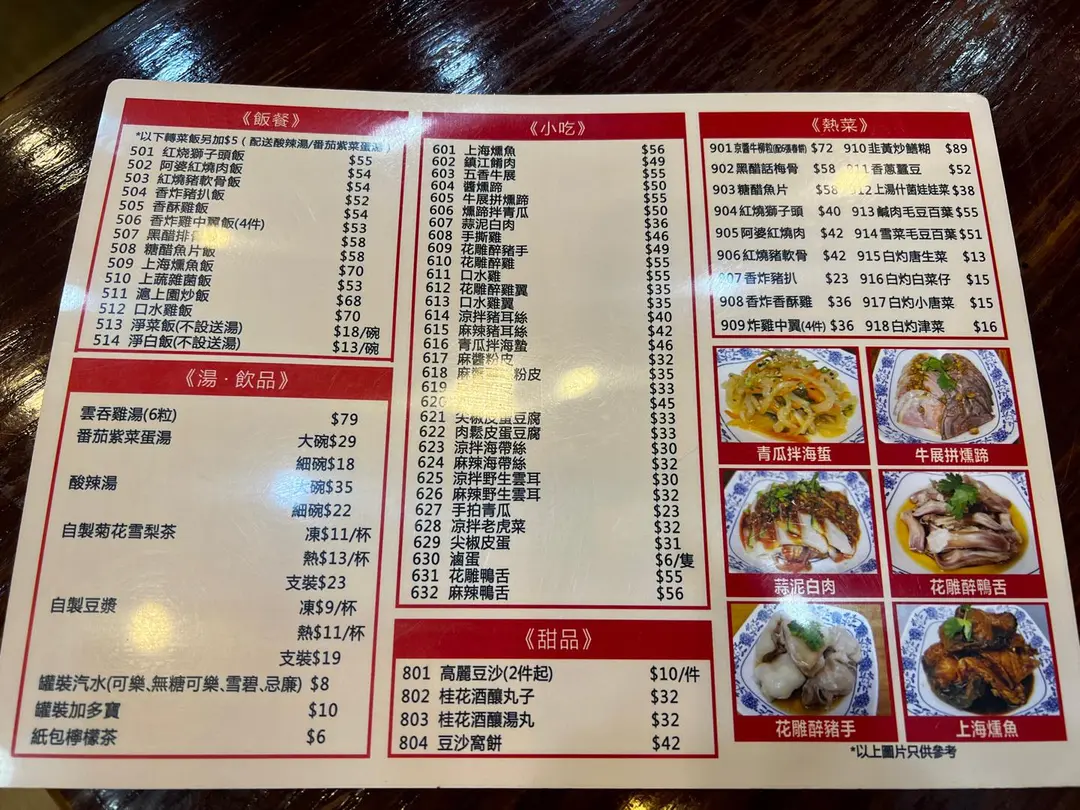 《飯餐》
*以下轉菜飯另加$5 ( 配送酸辣湯/番茄紫菜蛋湯 )
501 紅燒獅子頭飯 $55
502 阿婆紅燒肉飯 $54
503 紅燒豬軟骨飯 $54
504 香炸豬扒飯 $52
505 香酥雞飯 $54
506 香炸雞中翼飯(4件) $53
507 黑醋排骨飯 $58
508 糖醋魚片飯 $58
509 上海燻魚飯 $70
510 上蔬雜菌飯 $53
511 滬上園炒飯 $68
512 口水雞飯 $70
513 淨菜飯(不設送湯) $18/碗
514 淨白飯(不設送湯) $13/碗
《湯 · 飲品》
雲吞雞湯(6粒) $79
番茄紫菜蛋湯 大碗$29
細碗$18
酸辣湯 大碗$35
細碗$22
自製菊花雪梨茶 凍$11/杯
熱$13/杯
支裝$23
自製豆漿 凍$9/杯
熱$11/杯
支裝$19
罐裝汽水(可樂、無糖可樂、雪碧、忌廉) $8
罐裝加多寶 $10
紙包檸檬茶 $6
《小吃》
601 上海燻魚 $56
602 鎮江餚肉 $49
603 五香牛展 $55
604 醬燻蹄 $50
605 牛展拼燻蹄 $55
606 燻蹄拼青瓜 $50
607 蒜泥白肉 $36
608 手撕雞 $46
609 花雕醉豬手 $49
610 花雕醉雞 $55
611 口水雞 $55
612 花雕醉雞翼 $35
613 口水雞翼 $35
614 涼拌豬耳絲 $40
615 麻辣豬耳絲 $42
616 青瓜拌海蜇 $46
617 麻醬粉皮 $32
618 麻 粉皮 $35
619 $33
620 $45
621 尖椒皮蛋豆腐 $33
622 肉鬆皮蛋豆腐 $33
623 涼拌海帶絲 $30
624 麻辣海帶絲 $32
625 涼拌野生雲耳 $30
626 麻辣野生雲耳 $32
627 手拍青瓜 $23
628 凉拌老虎菜 $32
629 尖椒皮蛋 $31
630 滷蛋 $6/隻
631 花雕鴨舌 $55
632 麻辣鴨舌 $56
《甜品》
801 高麗豆沙(2件起) $10/件
802 桂花酒釀丸子 $32
803 桂花酒釀湯丸 $32
804 豆沙窩餅 $42
《熱菜》
901 京醬牛柳粒 $72 910 韭黃炒鱔糊 $89
902 黑醋話梅骨 $58 911 香蔥蠶豆 $52
903 糖醋魚片 $58 912 上湯什菌娃娃菜 $38
904 紅燒獅子頭 $40 913 鹹肉毛豆百葉 $55
905 阿婆紅燒肉 $42 914 雪菜毛豆百葉 $51
906 紅燒豬軟骨 $42 915 白灼唐生菜 $13
907 香炸豬扒 $23 916 白灼白菜仔 $15
908 香炸香酥雞 $36 917 白灼小唐菜 $15
909 炸雞中翼(4件) $36 918 白灼津菜 $16
青瓜拼海蜇 牛展拼燻蹄
蒜泥白肉 花雕醉鴨舌
花雕醉豬手 上海燻魚
*以上圖片只供參考